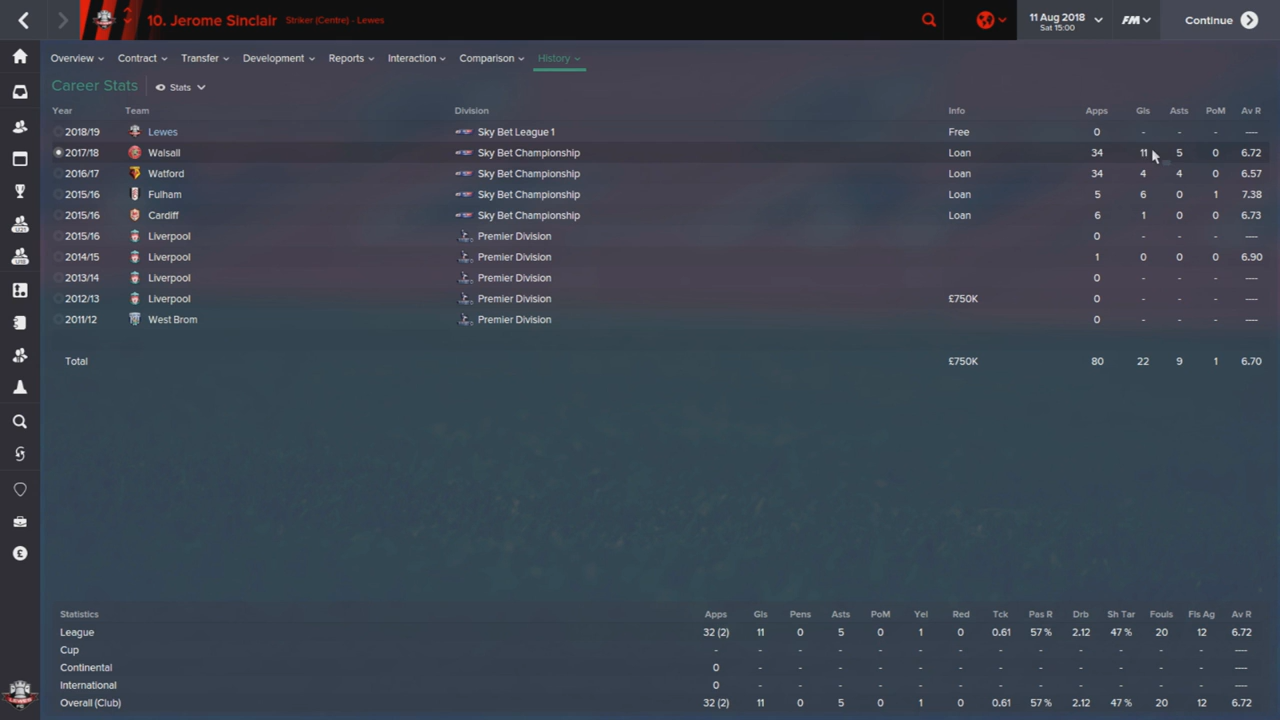 10. Jerome Sinclair Striker (Centre) - Lewes 11 Aug 2018 Sat 15:00 FM Continue
Overview Contract Transfer Development Reports Interaction Comparison History
Career Stats Stats
Year Team Division Info Apps Gls Asts PoM Av R
2018/19 Lewes Sky Bet League 1 Free 0 - - - ----
2017/18 Walsall Sky Bet Championship Loan 34 11 5 0 6.72
2016/17 Watford Sky Bet Championship Loan 34 4 4 0 6.57
2015/16 Fulham Sky Bet Championship Loan 5 6 0 1 7.38
2015/16 Cardiff Sky Bet Championship Loan 6 1 0 0 6.73
2015/16 Liverpool Premier Division 0 - - - ----
2014/15 Liverpool Premier Division 1 0 0 0 6.90
2013/14 Liverpool Premier Division 0 - - - ----
2012/13 Liverpool Premier Division £750K 0 - - - ----
2011/12 West Brom Premier Division 0 - - - ----
Total £750K 80 22 9 1 6.70
Statistics Apps Gls Pens Asts PoM Yel Red Tck Pas R Drb Sh Tar Fouls Fls Ag Av R
League 32 (2) 11 0 5 0 1 0 0.61 57 % 2.12 47 % 20 12 6.72
Cup - - - - - - - - - - - - - ----
Continental 0 - - - - - - - - - - - - ----
International 0 - - - - - - - - - - - - ----
Overall (Club) 32 (2) 11 0 5 0 1 0 0.61 57 % 2.12 47 % 20 12 6.72